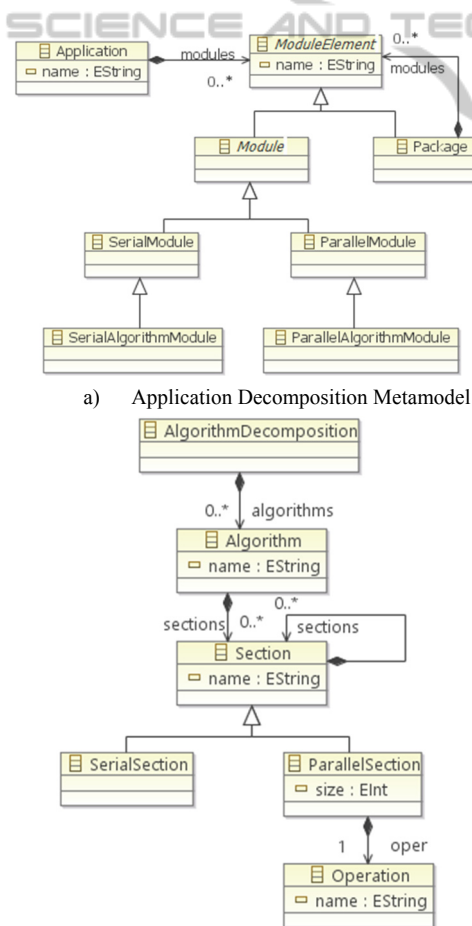 SCIENCE AND TEC
Application
name : EString
modules
0..*
ModuleElement
name : EString
0..*
modules
Module
Package
SerialModule
ParallelModule
SerialAlgorithmModule
ParallelAlgorithmModule
a) Application Decomposition Metamodel
AlgorithmDecomposition
0..* algorithms
Algorithm
name : EString
sections 0..*
0..*
sections
Section
name : EString
SerialSection
ParallelSection
size : EInt
1 oper
Operation
name : EString